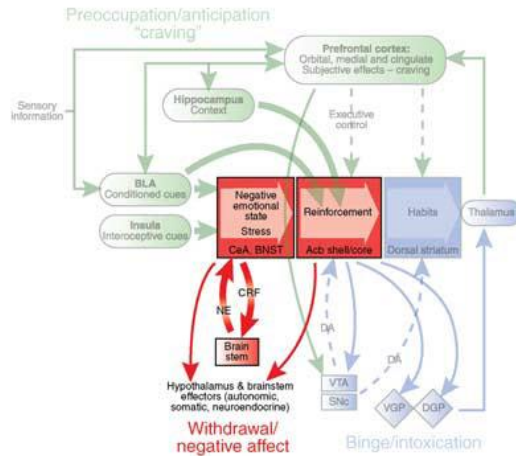 Preoccupation/anticipation
“craving”
Prefrontal cortex:
Orbital, medial and cingulate
Subjective effects – craving
Hippocampus
Context
Sensory
information
Executive
control
BLA
Conditioned cues
Insula
Interoceptive cues
Negative
emotional
state
Stress
CeA, BNST
Reinforcement
Acb shell/core
Habits
Dorsal striatum
Thalamus
NE
CRF
Brain
stem
DA
DA
VTA
SNc
VGP
DGP
Hypothalamus & brainstem
effectors (autonomic,
somatic, neuroendocrine)
Withdrawal/
negative affect
Binge/intoxication